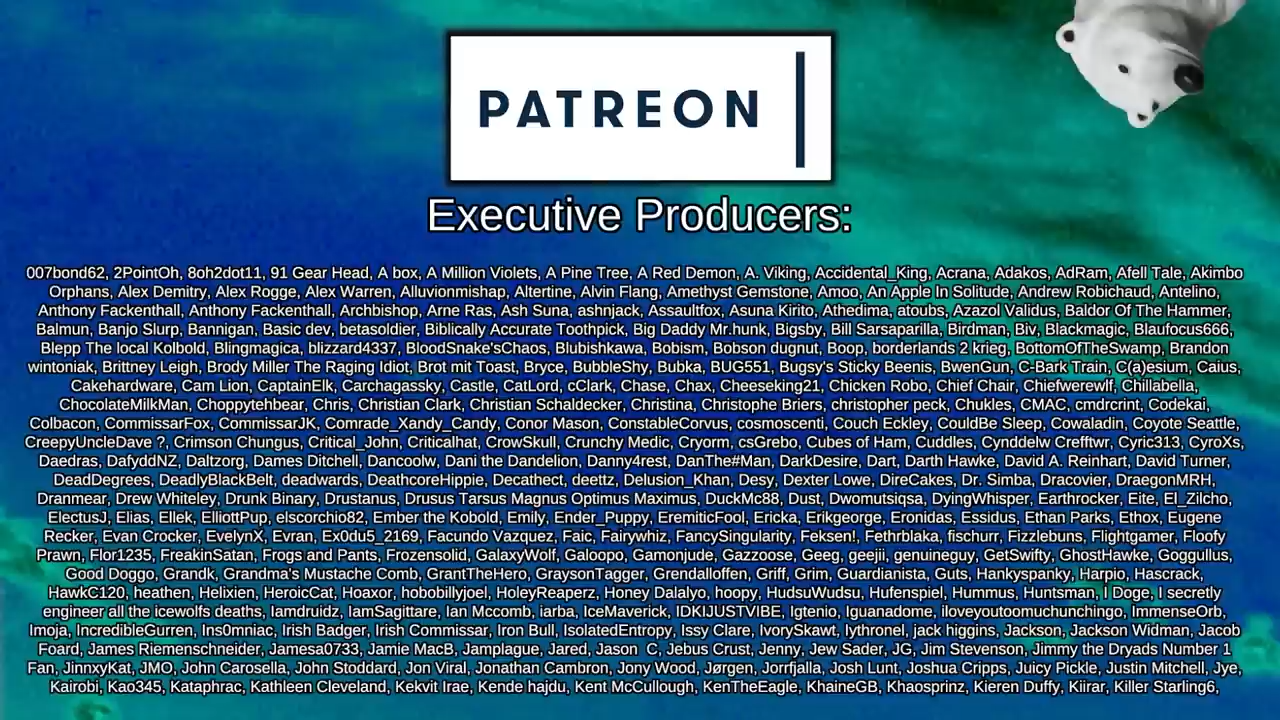 PATREON
Executive Producers:
007bond62, 2PointOh, 8oh2dot11, 91 Gear Head, A box, A Million Violets, A Pine Tree, A Red Demon, A. Viking, Accidental_King, Acrana, Adakos, AdRam, Afell Tale, Akimbo
Orphans, Alex Demitry, Alex Rogge, Alex Warren, Alluvionmishap, Altertine, Alvin Flang, Amethyst Gemstone, Amoo, An Apple In Solitude, Andrew Robichaud, Antelino,
Anthony Fackenthall, Anthony Fackenthall, Archbishop, Arne Ras, Ash Suna, ashnjack, Assaultfox, Asuna Kirito, Athedima, atoubs, Azazol Validus, Baldor Of The Hammer,
Balmun, Banjo Slurp, Bannigan, Basic dev, betasoldier, Biblically Accurate Toothpick, Big Daddy Mr.hunk, Bigsby, Bill Sarsaparilla, Birdman, Biv, Blackmagic, Blaufocus666,
Blepp The local Kolbold, Blingmagica, blizzard4337, BloodSnake'sChaos, Blubishkawa, Bobism, Bobson dugnut, Boop, borderlands 2 krieg, BottomOfTheSwamp, Brandon
wintoniak, Brittney Leigh, Brody Miller The Raging Idiot, Brot mit Toast, Bryce, BubbleShy, Bubka, BUG551, Bugsy's Sticky Beenis, BwenGun, C-Bark Train, C(a)esium, Caius,
Cakehardware, Cam Lion, CaptainElk, Carchagassky, Castle, CatLord, cClark, Chase, Chax, Cheeseking21, Chicken Robo, Chief Chair, Chiefwerewlf, Chillabella,
ChocolateMilkMan, Choppytehbear, Chris, Christian Clark, Christian Schaldecker, Christina, Christophe Briers, christopher peck, Chukles, CMAC, cmdrcrint, Codekai,
Colbacon, CommissarFox, CommissarJK, Comrade_Xandy_Candy, Conor Mason, ConstableCorvus, cosmoscenti, Couch Eckley, CouldBe Sleep, Cowaladin, Coyote Seattle,
CreepyUncleDave ?, Crimson Chungus, Critical_John, Criticalhat, CrowSkull, Crunchy Medic, Cryorm, csGrebo, Cubes of Ham, Cuddles, Cynddelw Crefftwr, Cyric313, CyroXs,
Daedras, DafyddNZ, Daltzorg, Dames Ditchell, Dancoolw, Dani the Dandelion, Danny4rest, DanThe#Man, DarkDesire, Dart, Darth Hawke, David A. Reinhart, David Turner,
DeadDegrees, DeadlyBlackBelt, deadwards, DeathcoreHippie, Decathect, deettz, Delusion_Khan, Desy, Dexter Lowe, DireCakes, Dr. Simba, Dracovier, DraegonMRH,
Dranmear, Drew Whiteley, Drunk Binary, Drustanus, Drusus Tarsus Magnus Optimus Maximus, DuckMc88, Dust, Dwomutsiqsa, DyingWhisper, Earthrocker, Eite, El_Zilcho,
ElectusJ, Elias, Ellek, ElliottPup, elscorchio82, Ember the Kobold, Emily, Ender_Puppy, EremiticFool, Ericka, Erikgeorge, Eronidas, Essidus, Ethan Parks, Ethox, Eugene
Recker, Evan Crocker, EvelynX, Evran, Ex0du5_2169, Facundo Vazquez, Faic, Fairywhiz, FancySingularity, Feksen!, Fethrblaka, fischurr, Fizzlebuns, Flightgamer, Floofy
Prawn, Flor1235, FreakinSatan, Frogs and Pants, Frozensolid, GalaxyWolf, Galoopo, Gamonjude, Gazzoose, Geeg, geejii, genuineguy, GetSwifty, GhostHawke, Goggullus,
Good Doggo, Grandk, Grandma's Mustache Comb, GrantTheHero, GraysonTagger, Grendalloffen, Griff, Grim, Guardianista, Guts, Hankyspanky, Harpio, Hascrack,
HawkC120, heathen, Helixien, HeroicCat, Hoaxor, hobobillyjoel, HoleyReaperz, Honey Dalalyo, hoopy, HudsuWudsu, Hufenspiel, Hummus, Huntsman, I Doge, I secretly
engineer all the icewolfs deaths, Iamdruidz, IamSagittare, Ian Mccomb, iarba, IceMaverick, IDKIJUSTVIBE, Igtenio, Iguanadome, iloveyoutoomuchunchingo, ImmenseOrb,
Imoja, IncredibleGurren, Ins0mniac, Irish Badger, Irish Commissar, Iron Bull, IsolatedEntropy, Issy Clare, IvorySkawt, Iythronel, jack higgins, Jackson, Jackson Widman, Jacob
Foard, James Riemenschneider, Jamesa0733, Jamie MacB, Jamplague, Jared, Jason  C, Jebus Crust, Jenny, Jew Sader, JG, Jim Stevenson, Jimmy the Dryads Number 1
Fan, JinnxyKat, JMO, John Carosella, John Stoddard, Jon Viral, Jonathan Cambron, Jony Wood, Jørgen, Jorrfjalla, Josh Lunt, Joshua Cripps, Juicy Pickle, Justin Mitchell, Jye,
Kairobi, Kao345, Kataphrac, Kathleen Cleveland, Kekvit Irae, Kende hajdu, Kent McCullough, KenTheEagle, KhaineGB, Khaosprinz, Kieren Duffy, Kiirar, Killer Starling6,